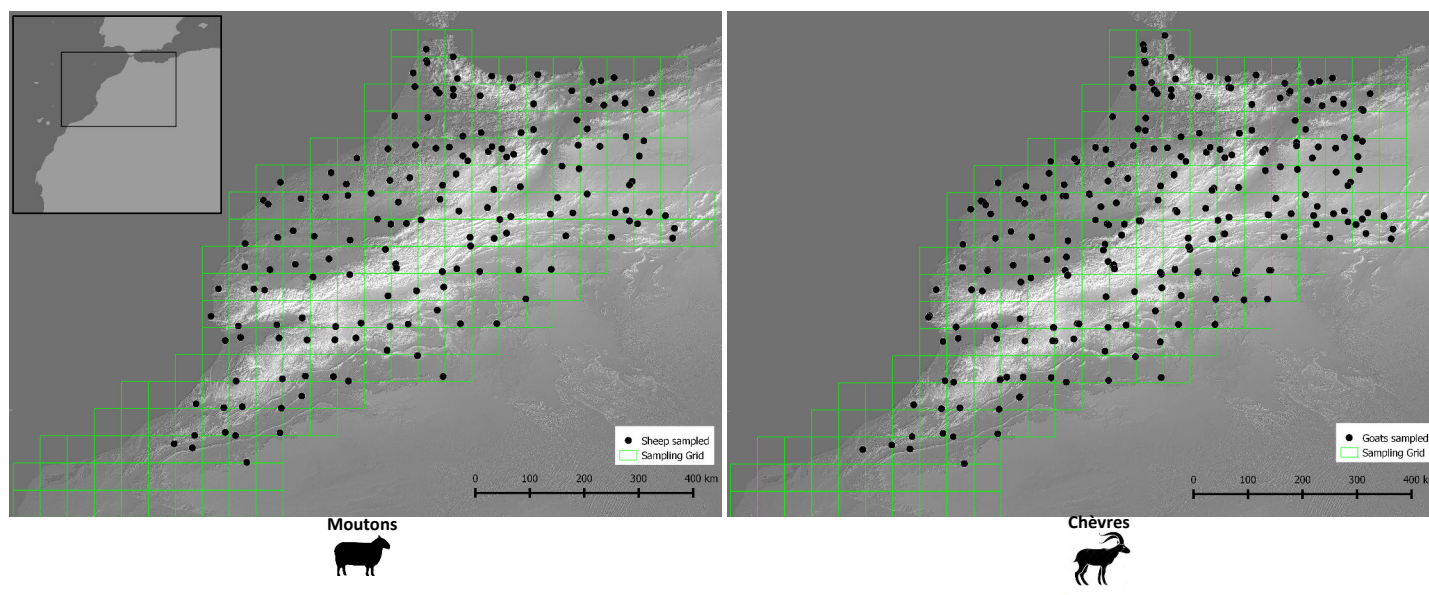 Sheep sampled
Sampling Grid
0 100 200 300 400 km
Moutons
Goats sampled
Sampling Grid
0 100 200 300 400 k
Chèvres